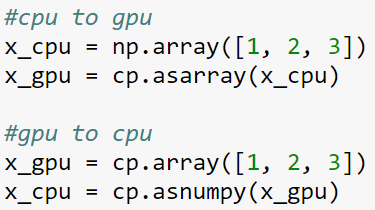 #cpu to gpu
x_cpu = np.array([1, 2, 3])
x_gpu = cp.asarray(x_cpu)
#gpu to cpu
x_gpu = cp.array([1, 2, 3])
x_cpu = cp.asnumpy(x_gpu)